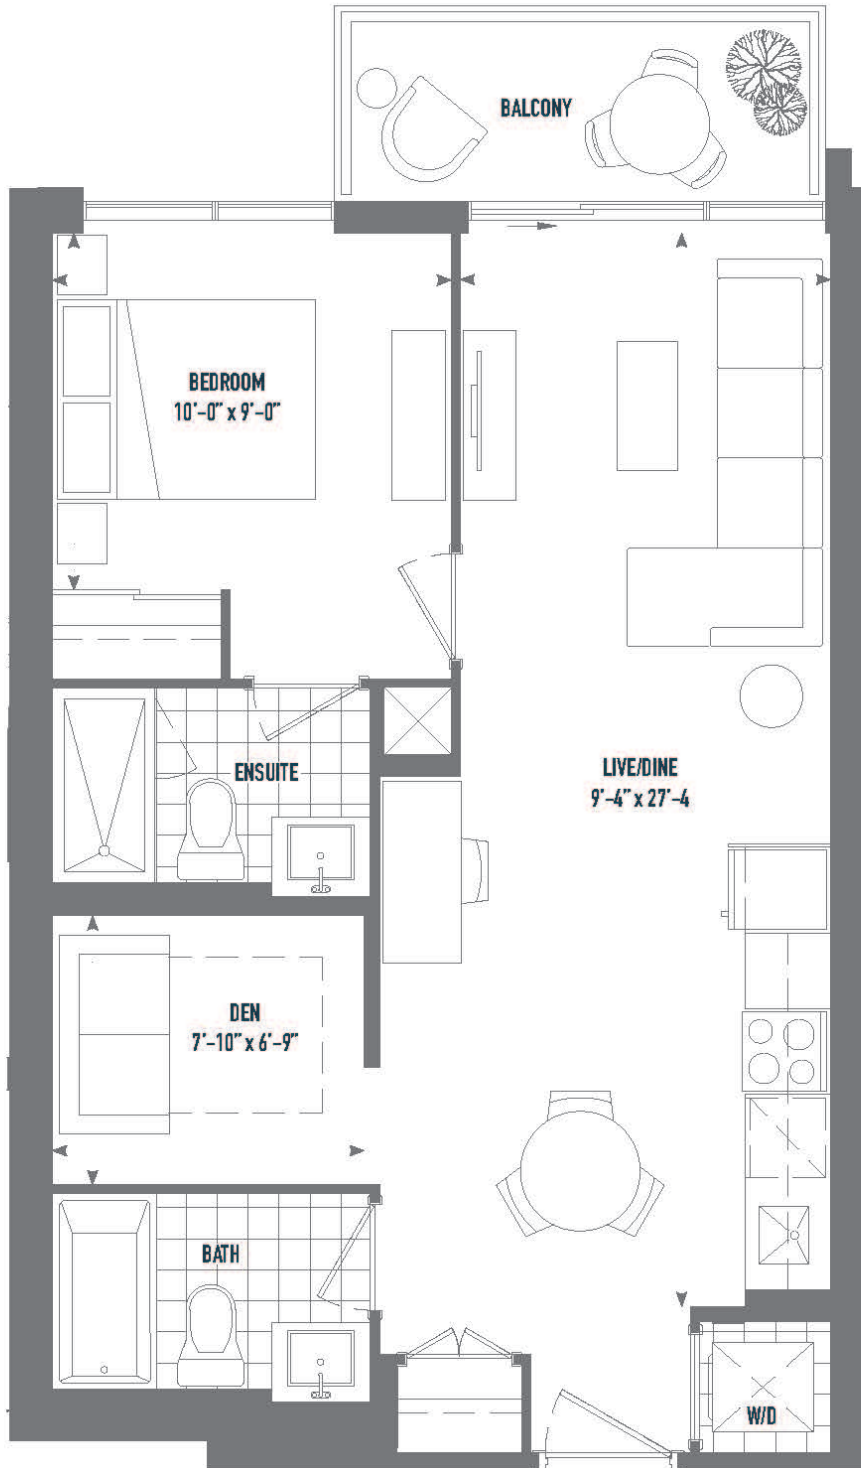 BALCONY
BEDROOM
10'-0" x 9'-0"
LIVE/DINE
9'-4" x 27'-4
ENSUITE
DEN
7'-10" x 6'-9"
BATH
W/D